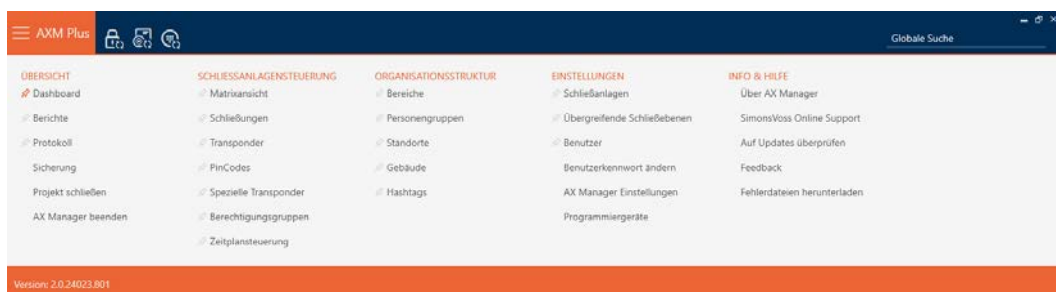 AXM Plus
Globale Suche
ÜBERSICHT
Dashboard
Berichte
Protokoll
Sicherung
Projekt schließen
AX Manager beenden
SCHLIESSANLAGENSTEUERUNG
Matrixansicht
Schließungen
Transponder
PinCodes
Spezielle Transponder
Berechtigungsgruppen
Zeitplansteuerung
ORGANISATIONSSTRUKTUR
Bereiche
Personengruppen
Standorte
Gebäude
Hashtags
EINSTELLUNGEN
Schließanlagen
Übergreifende Schließebenen
Benutzer
Benutzerkennwort ändern
AX Manager Einstellungen
Programmiergeräte
INFO & HILFE
Über AX Manager
SimonsVoss Online Support
Auf Updates überprüfen
Feedback
Fehlerdateien herunterladen
Version: 2.0.24023.801